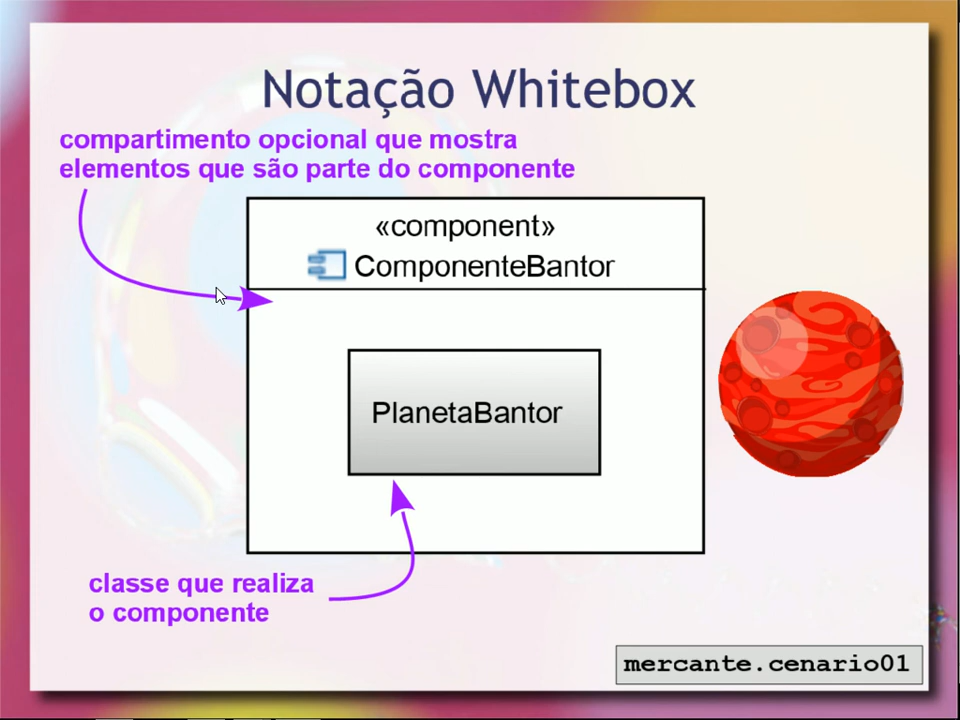 Notação Whitebox
compartimento opcional que mostra
elementos que são parte do componente
«component»
ComponenteBantor
PlanetaBantor
classe que realiza
o componente
mercante.cenario01